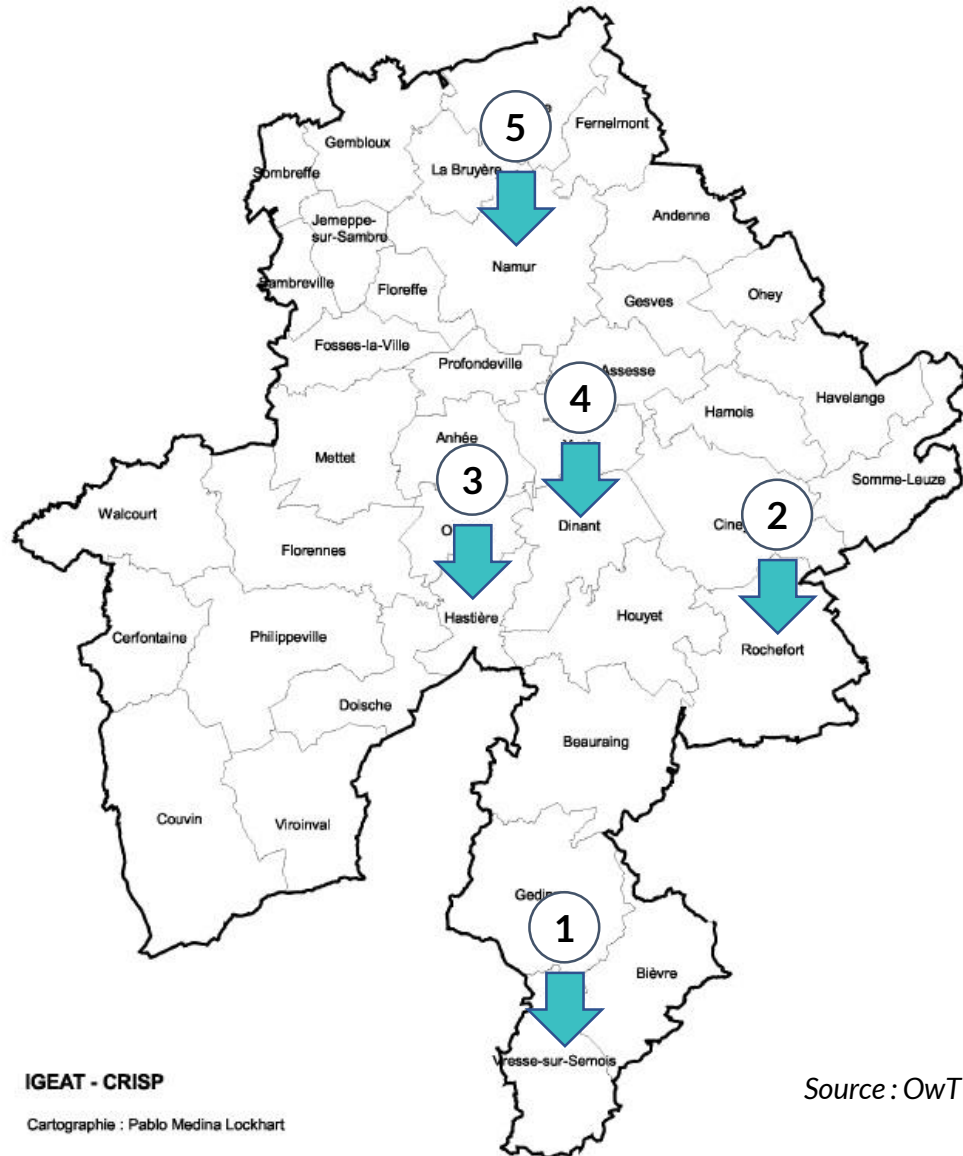 5
Fernelmont
Gembloux
La Bruyère
Sombreffe
Jemeppe-
sur-Sambre
Andenne
Namur
Sambreville
Floreffe
Gesves
Ohey
Fosses-la-Ville
Profondeville
Assesse
4
Havelange
Hamois
Anhée
Mettet
3
Somme-Leuze
2
Walcourt
Dinant
Florennes
Hastière
Houyet
Cerfontaine
Philippeville
Rochefort
Doische
Beauraing
Couvin
Viroinval
1
Bièvre
Vresse-sur-Semois
IGEAT - CRISP
Source : OwT
Cartographie : Pablo Medina Lockhart